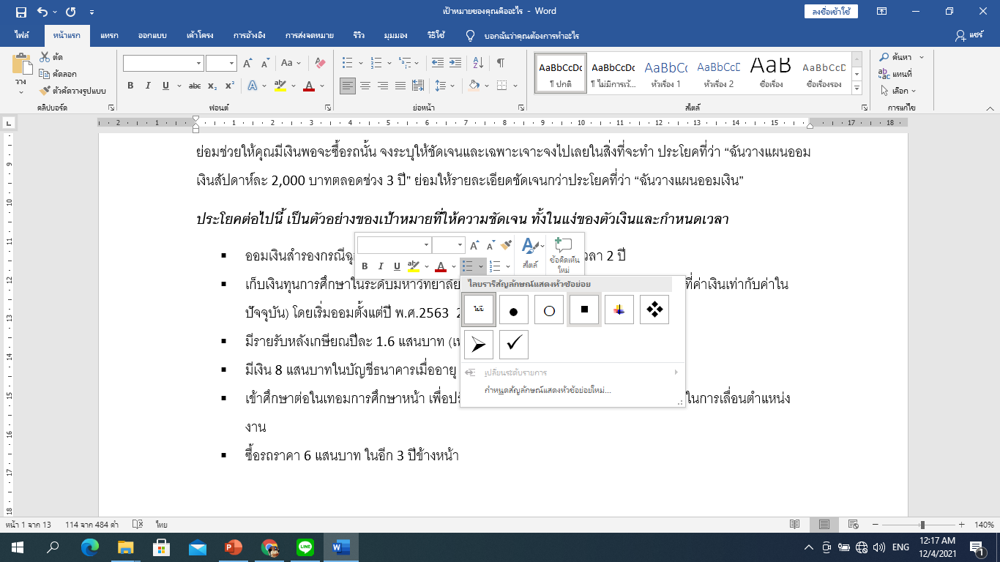 เป้าหมายของคุณคืออะไร - Word
ลงชื่อเข้าใช้
ไฟล์ หน้าแรก แทรก ออกแบบ เค้าโครง การอ้างอิง การส่งจดหมาย รีวิว มุมมอง วิธีใช้ บอกฉันว่าคุณต้องการทำอะไร แชร์
วาง
ตัด
คัดลอก
ตัวคัดวางรูปแบบ
คลิปบอร์ด
B I U abc x₂ x² A A
Aa
ฟอนต์
ย่อหน้า
AaBbCcDc AaBbCcDc AaBbCc AaBbCcD AaB AaBbCcD
¶ ปกติ ¶ ไม่มีการเว้... หัวเรื่อง 1 หัวเรื่อง 2 ชื่อเรื่อง ชื่อเรื่องรอง
สไตล์
ค้นหา
แทนที่
เลือก
การแก้ไข
2 1 1 2 3 4 5 6 7 8 9 10 11 12 13 14 15 17 18
9
10
11
12
13
14
15
16
17
18
ย่อมช่วยให้คุณมีเงินพอจะซื้อรถนั้น จงระบุให้ชัดเจนและเฉพาะเจาะจงไปเลยในสิ่งที่จะทำ ประโยคที่ว่า “ฉันวางแผนออม
เงินสัปดาห์ละ 2,000 บาทตลอดช่วง 3 ปี” ย่อมให้รายละเอียดชัดเจนกว่าประโยคที่ว่า “ฉันวางแผนออมเงิน”
ประโยคต่อไปนี้ เป็นตัวอย่างของเป้าหมายที่ให้ความชัดเจน ทั้งในแง่ของตัวเงินและกำหนดเวลา
▪ ออมเงินสำรองกรณีฉุ วลา 2 ปี
▪ เก็บเงินทุนการศึกษาในระดับมหาวิทยาลัย ที่ค่าเงินเท่ากับค่าใน
ปัจจุบัน) โดยเริ่มออมตั้งแต่ปี พ.ศ.2563
▪ มีรายรับหลังเกษียณปีละ 1.6 แสนบาท
▪ มีเงิน 8 แสนบาทในบัญชีธนาคารเมื่ออายุ
▪ เข้าศึกษาต่อในเทอมการศึกษาหน้า เพื่อ ในการเลื่อนตำแหน่ง
งาน
▪ ซื้อรถราคา 6 แสนบาท ในอีก 3 ปีข้างหน้า
B I U A
สไตล์
ข้อคิดเห็น
ใหม่
ไลบรารีสัญลักษณ์แสดงหัวข้อย่อย
ไม่มี
เปลี่ยนระดับรายการ
กำหนดสัญลักษณ์แสดงหัวข้อย่อยใหม่...
หน้า 1 จาก 13 114 จาก 484 คำ ไทย 140%
ENG
12:17 AM
12/4/2021
1